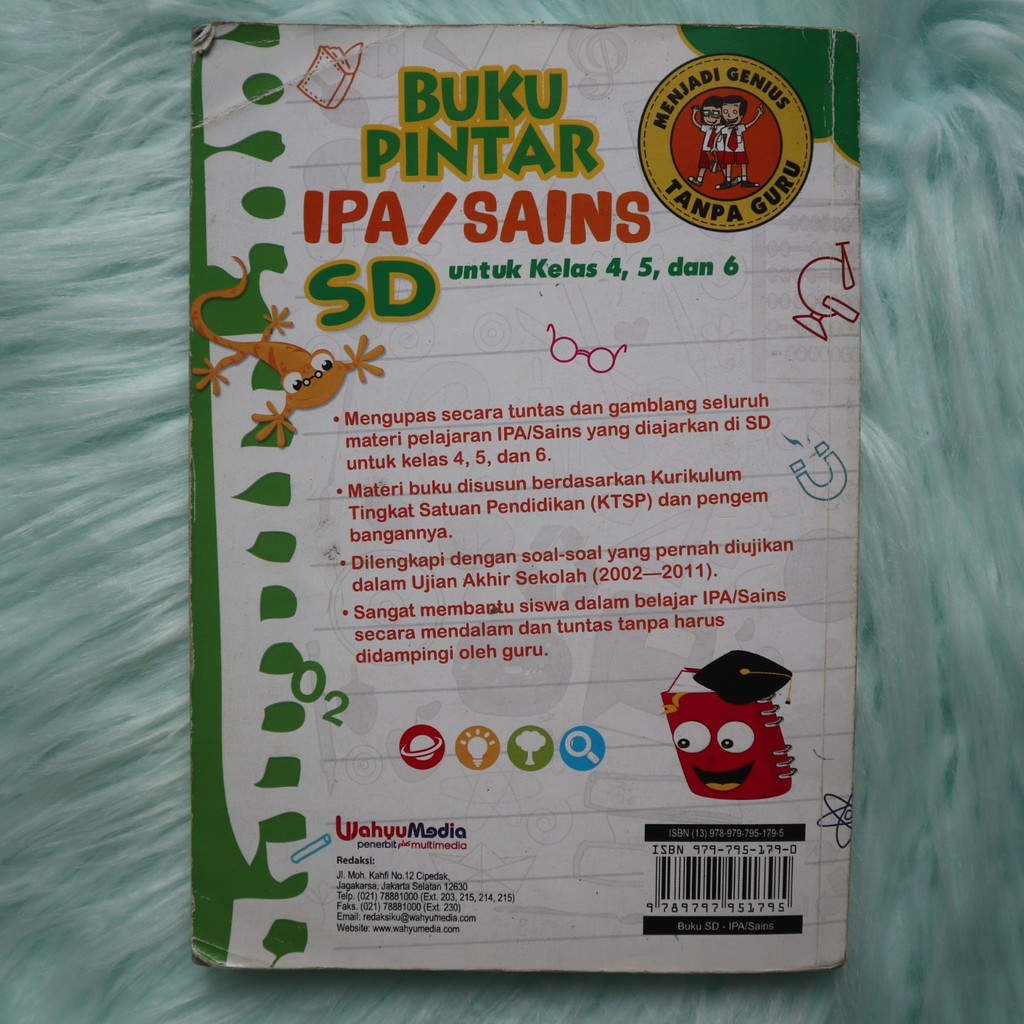 BUKU
PINTAR
IPA/SAINS
SD untuk Kelas 4, 5, dan 6
MENJADI GENIUS
TANPA GURU
• Mengupas secara tuntas dan gamblang seluruh
materi pelajaran IPA/Sains yang diajarkan di SD
untuk kelas 4, 5, dan 6.
• Materi buku disusun berdasarkan Kurikulum
Tingkat Satuan Pendidikan (KTSP) dan pengem
bangannya.
• Dilengkapi dengan soal-soal yang pernah diujikan
dalam Ujian Akhir Sekolah (2002—2011).
• Sangat membantu siswa dalam belajar IPA/Sains
secara mendalam dan tuntas tanpa harus
didampingi oleh guru.
O2
WahyuMedia
penerbit plus multimedia
Redaksi:
Jl. Moh. Kahfi No.12 Cipedak,
Jagakarsa, Jakarta Selatan 12630
Telp. (021) 78881000 (Ext. 203, 215, 214, 215)
Faks. (021) 78881000 (Ext. 230)
Email: redaksiku@wahyumedia.com
Website: www.wahyumedia.com
ISBN (13) 978-979-795-179-5
ISBN 979-795-179-0
9 789797 951795
Buku SD - IPA/Sains